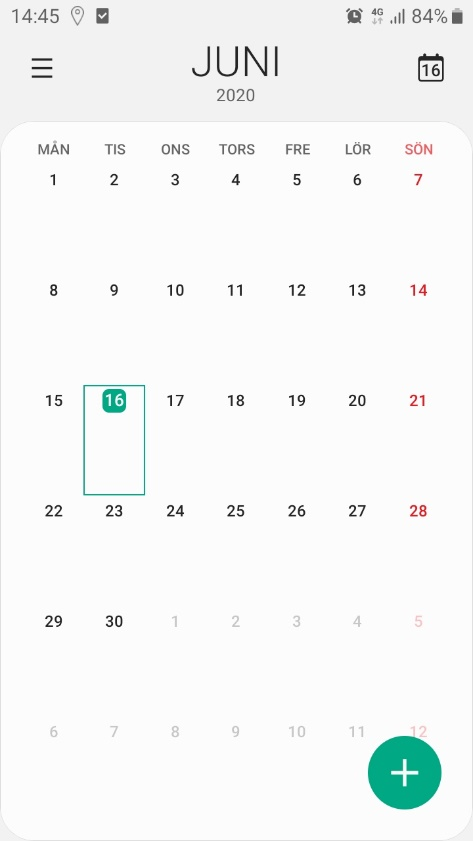 14:45 4G 84%
JUNI
2020
16
MÅN TIS ONS TORS FRE LÖR SÖN
1 2 3 4 5 6 7
8 9 10 11 12 13 14
15 16 17 18 19 20 21
22 23 24 25 26 27 28
29 30 1 2 3 4 5
6 7 8 9 10 11 12